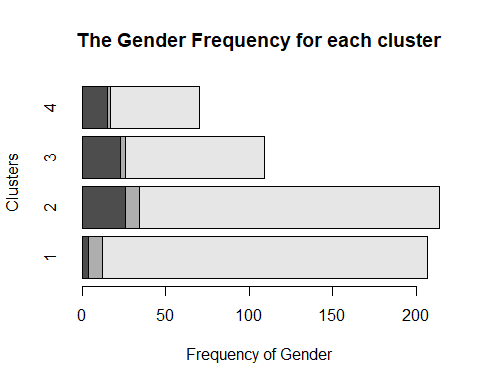 The Gender Frequency for each cluster
Clusters
4
3
2
1
0 50 100 150 200
Frequency of Gender